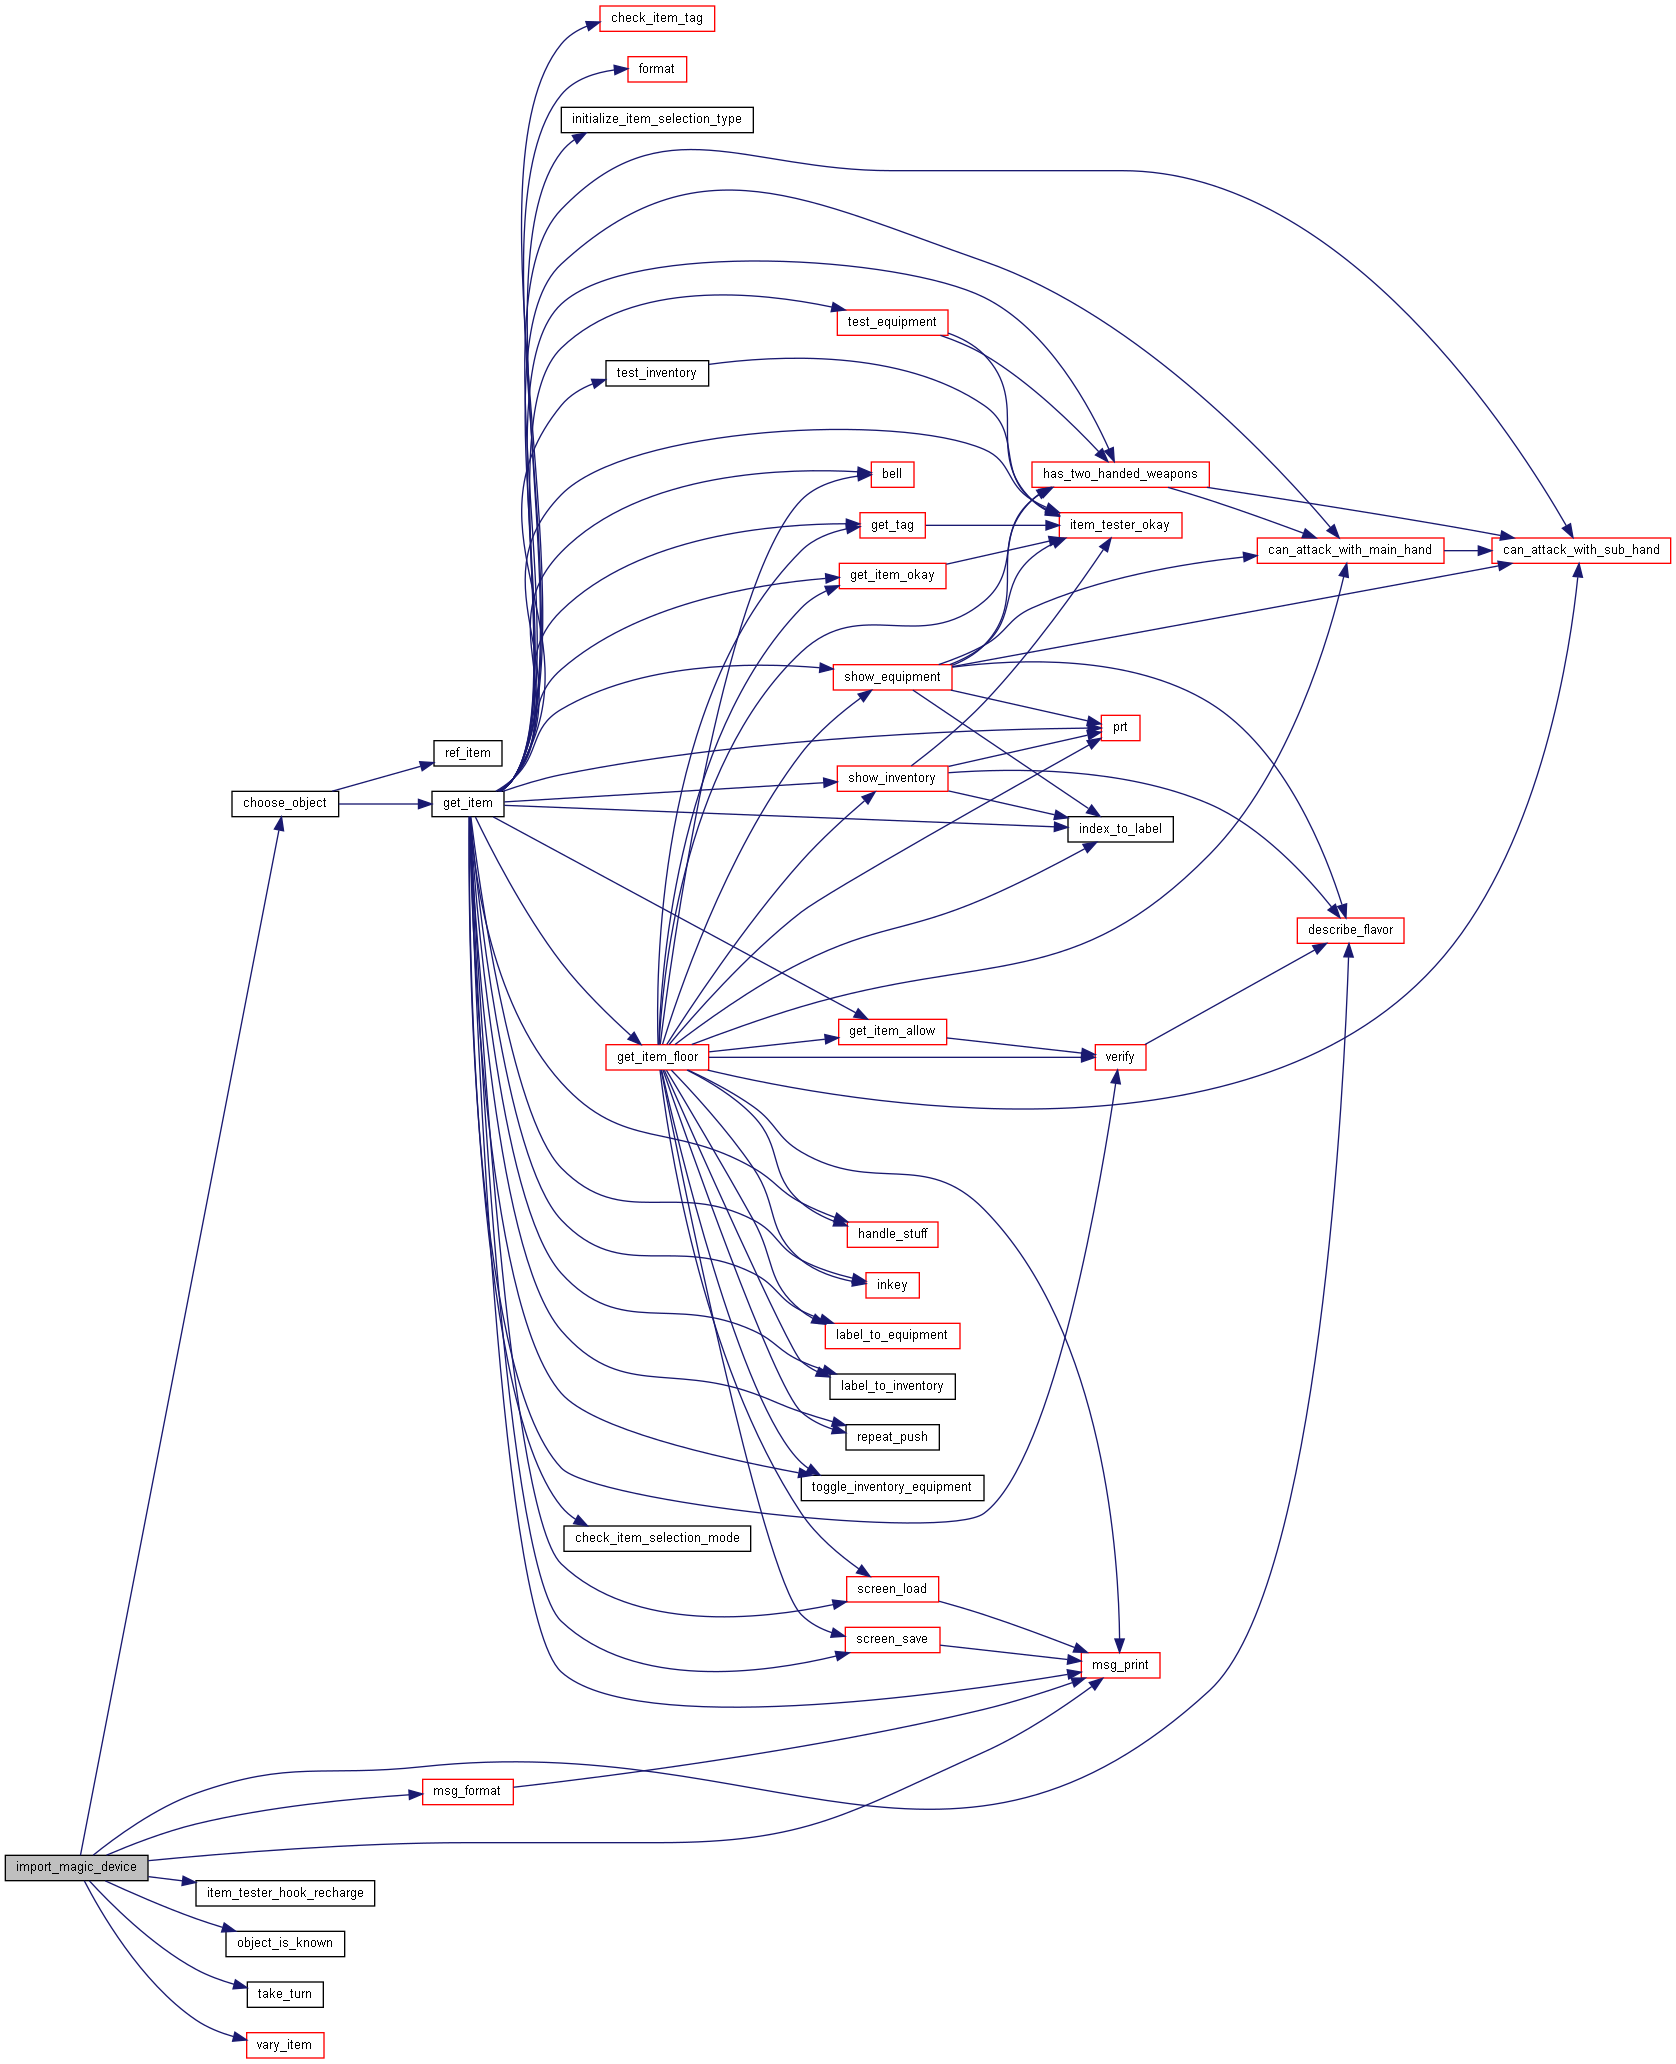 check_item_tag
format
initialize_item_selection_type
test_equipment
test_inventory
bell
has_two_handed_weapons
get_tag
item_tester_okay
can_attack_with_main_hand
can_attack_with_sub_hand
get_item_okay
show_equipment
prt
ref_item
show_inventory
choose_object
get_item
index_to_label
describe_flavor
get_item_allow
get_item_floor
verify
handle_stuff
inkey
label_to_equipment
label_to_inventory
repeat_push
toggle_inventory_equipment
check_item_selection_mode
screen_load
screen_save
msg_print
msg_format
import_magic_device
item_tester_hook_recharge
object_is_known
take_turn
vary_item